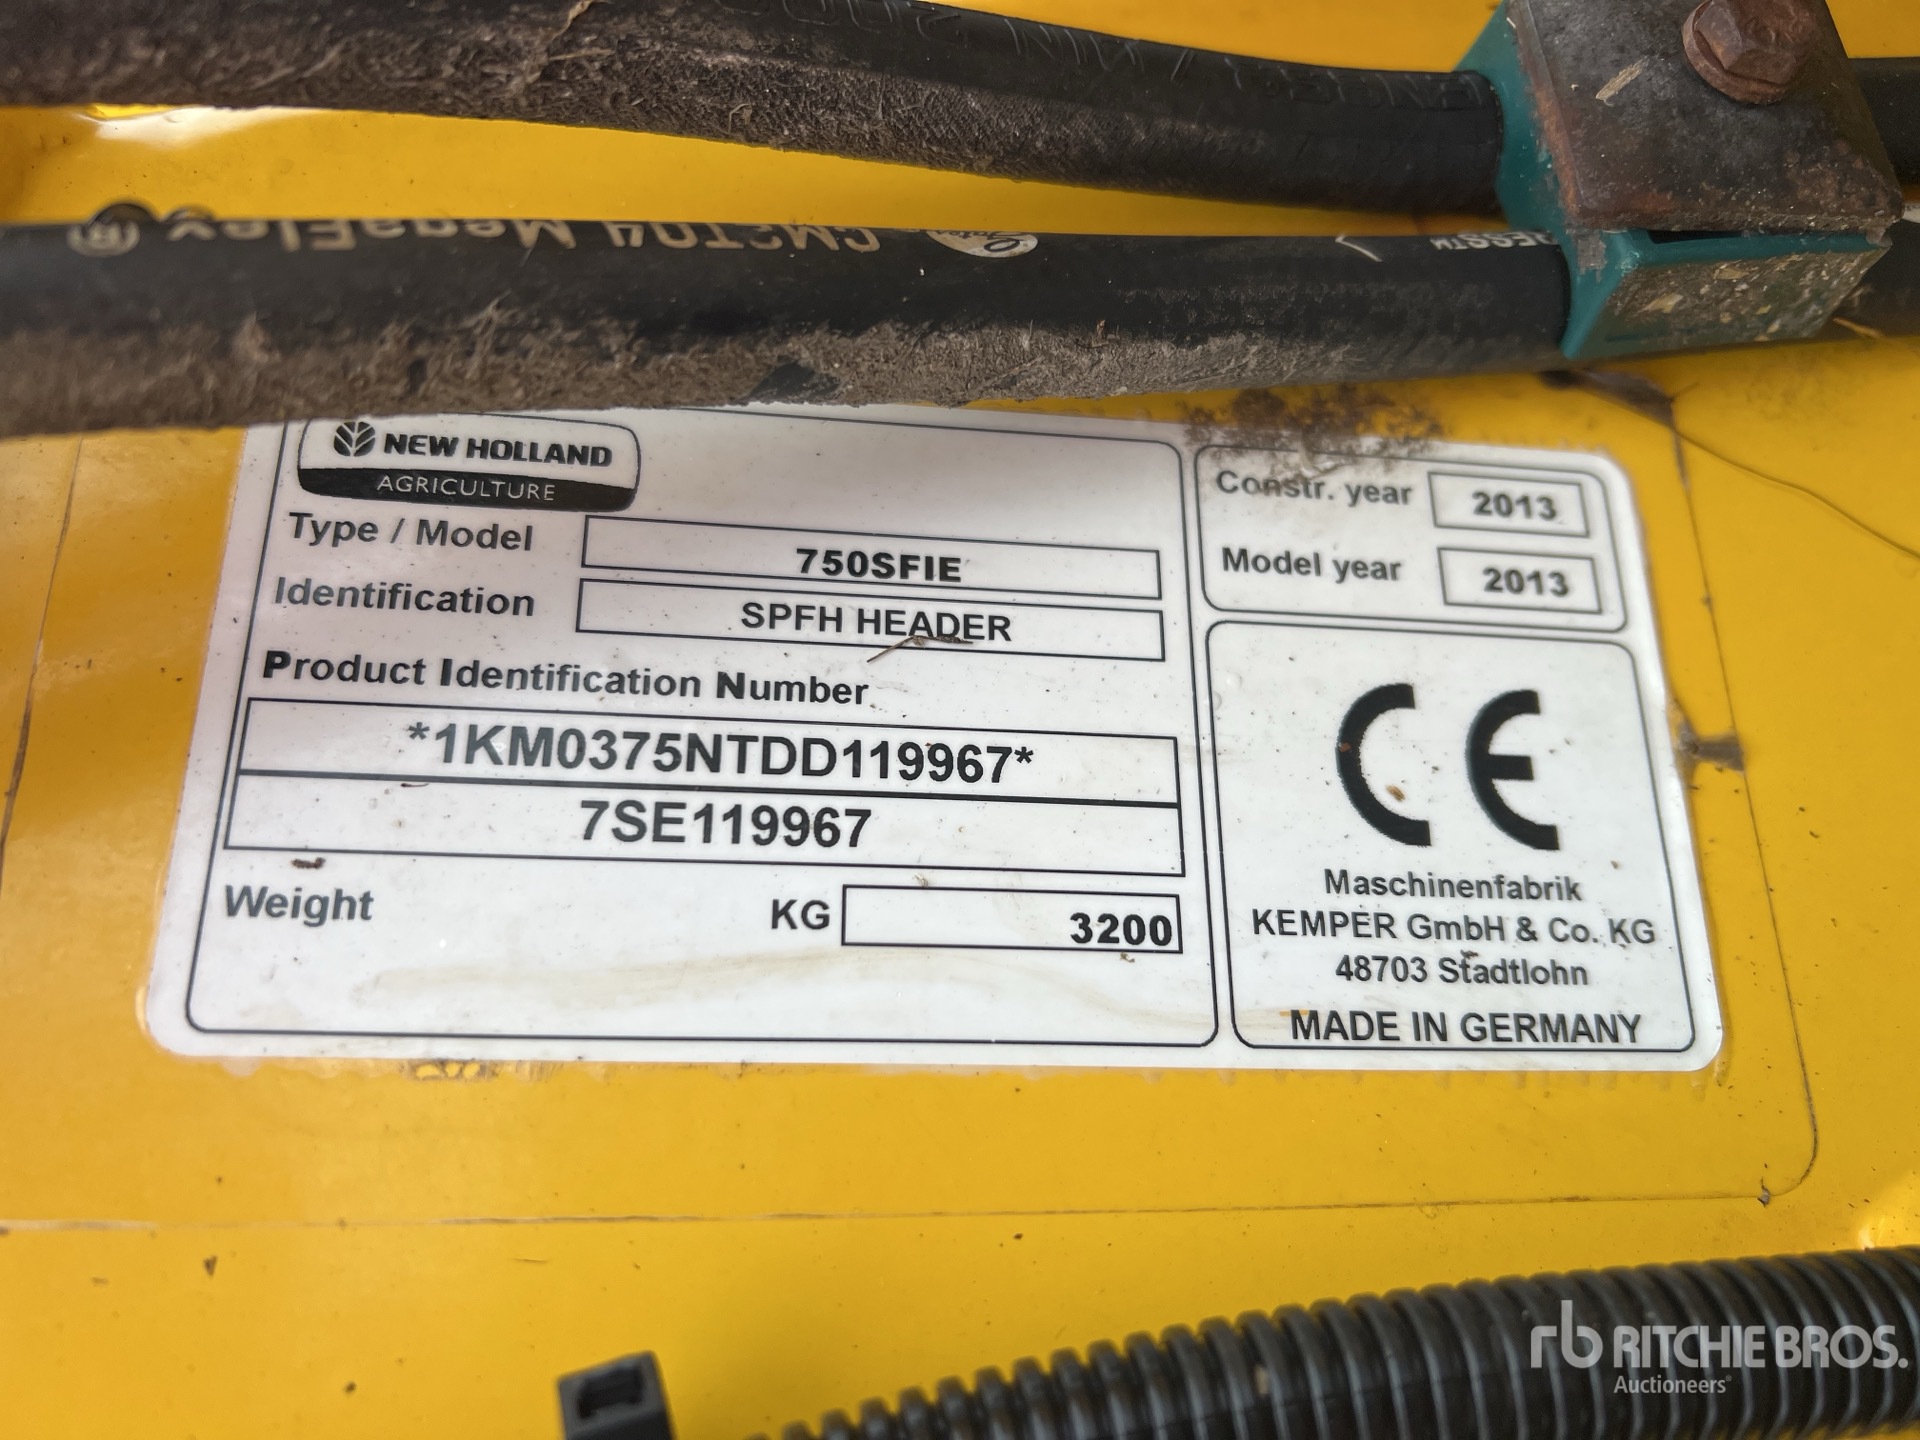 CM2T04 MegaFlex
NEW HOLLAND
AGRICULTURE
Type / Model 750SFIE
Identification SPFH HEADER
Product Identification Number
*1KM0375NTDD119967*
7SE119967
Weight KG 3200
Constr. year 2013
Model year 2013
CE
Maschinenfabrik
KEMPER GmbH & Co. KG
48703 Stadtlohn
MADE IN GERMANY
rb RITCHIE BROS.
Auctioneers